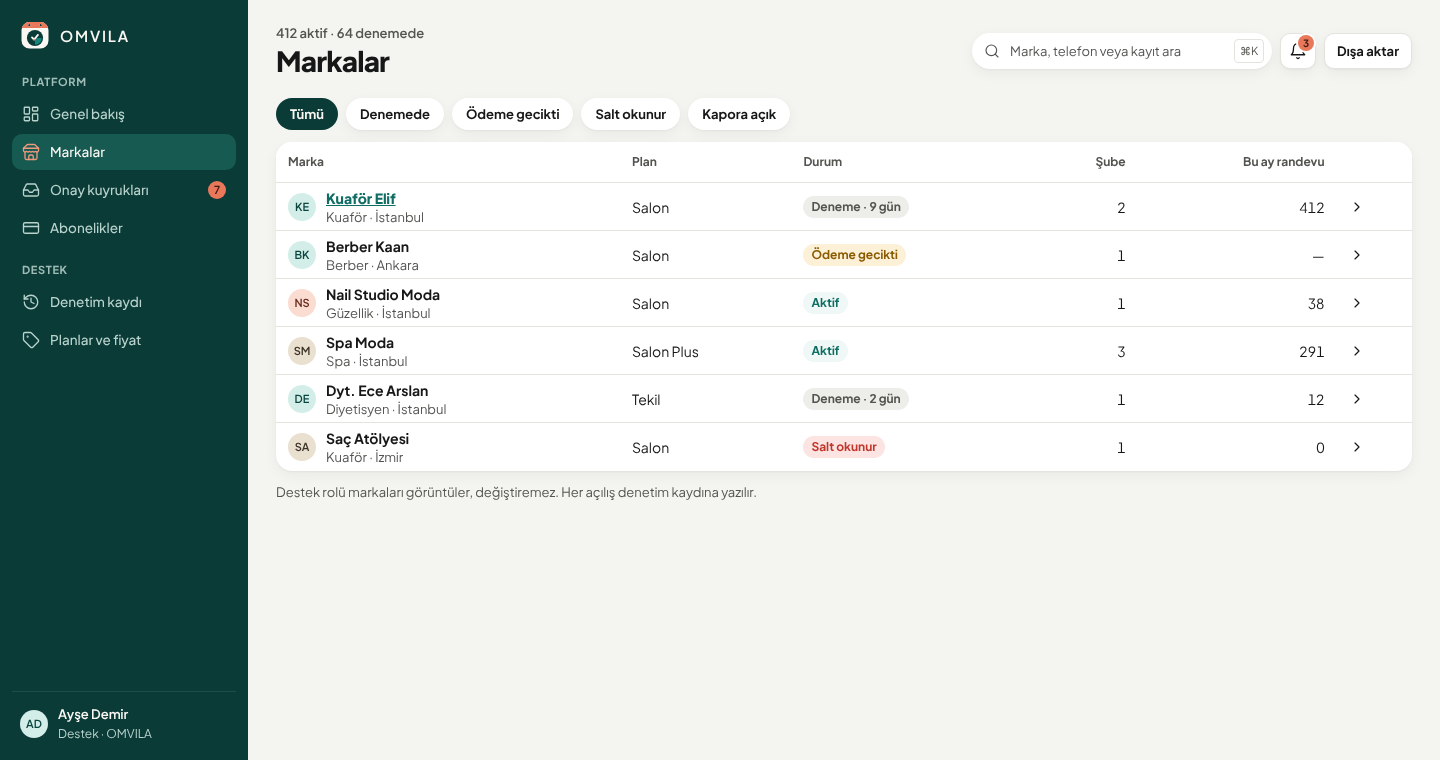 OMVILA
PLATFORM
Genel bakış
Markalar
Onay kuyrukları 7
Abonelikler
DESTEK
Denetim kaydı
Planlar ve fiyat
AD
Ayşe Demir
Destek · OMVILA
412 aktif · 64 denemede
Markalar
Marka, telefon veya kayıt ara ⌘K
3
Dışa aktar
Tümü Denemede Ödeme gecikti Salt okunur Kapora açık
Marka Plan Durum Şube Bu ay randevu
KE Kuaför Elif Salon Deneme · 9 gün 2 412
Kuaför · İstanbul
BK Berber Kaan Salon Ödeme gecikti 1 —
Berber · Ankara
NS Nail Studio Moda Salon Aktif 1 38
Güzellik · İstanbul
SM Spa Moda Salon Plus Aktif 3 291
Spa · İstanbul
DE Dyt. Ece Arslan Tekil Deneme · 2 gün 1 12
Diyetisyen · İstanbul
SA Saç Atölyesi Salon Salt okunur 1 0
Kuaför · İzmir
Destek rolü markaları görüntüler, değiştiremez. Her açılış denetim kaydına yazılır.